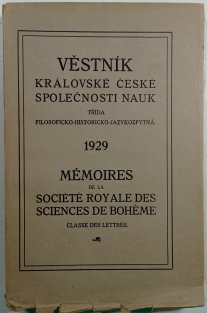 VĚSTNÍK
KRÁLOVSKÉ ČESKÉ
SPOLEČNOSTI NAUK
TŘÍDA
FILOSOFICKO-HISTORICKO-JAZYKOZPYTNÁ.
1929
MÉMOIRES
DE LA
SOCIÉTÉ ROYALE DES
SCIENCES DE BOHÊME
CLASSE DES LETTRES.